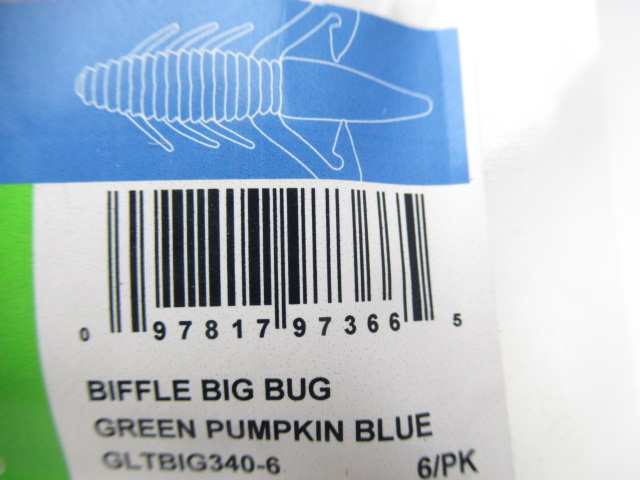 0 97817 97366 5
BIFFLE BIG BUG
GREEN PUMPKIN BLUE
GLTBIG340-6 6/PK